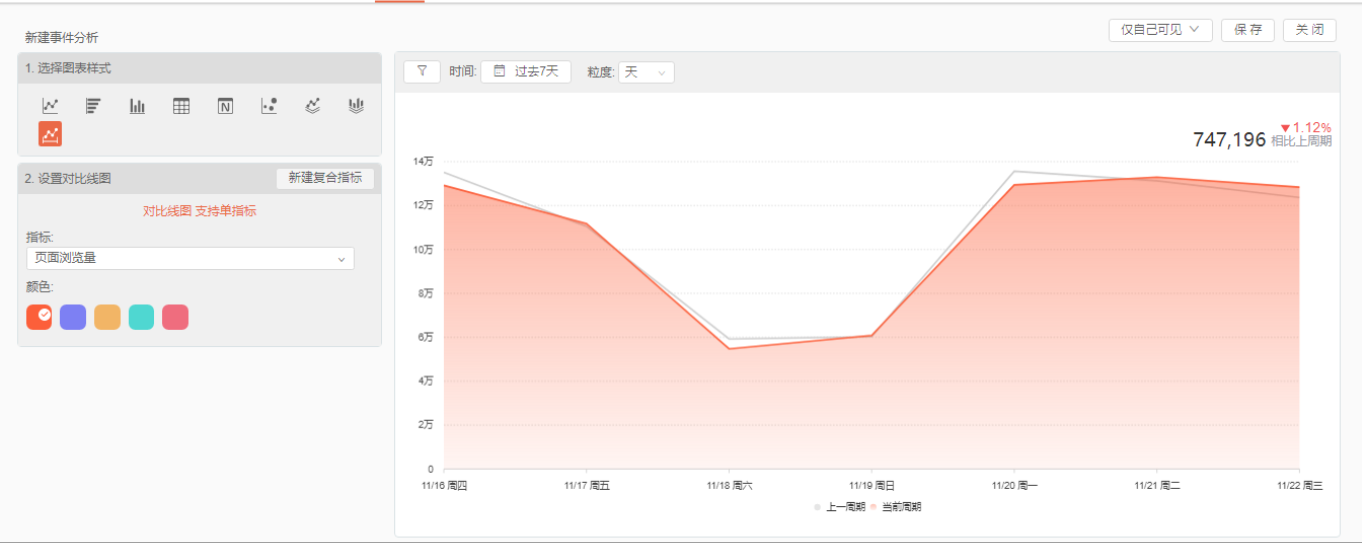 仅自己可见 保存 关闭
新建事件分析
1. 选择图表样式
时间: 过去7天 粒度: 天
N
2. 设置对比线图 新建复合指标
对比线图 支持单指标
指标:
页面浏览量
颜色:
▼1.12%
747,196 相比上周期
14万
12万
10万
8万
6万
4万
2万
0
11/16 周四 11/17 周五 11/18 周六 11/19 周日 11/20 周一 11/21 周二 11/22 周三
上一周期 当前周期